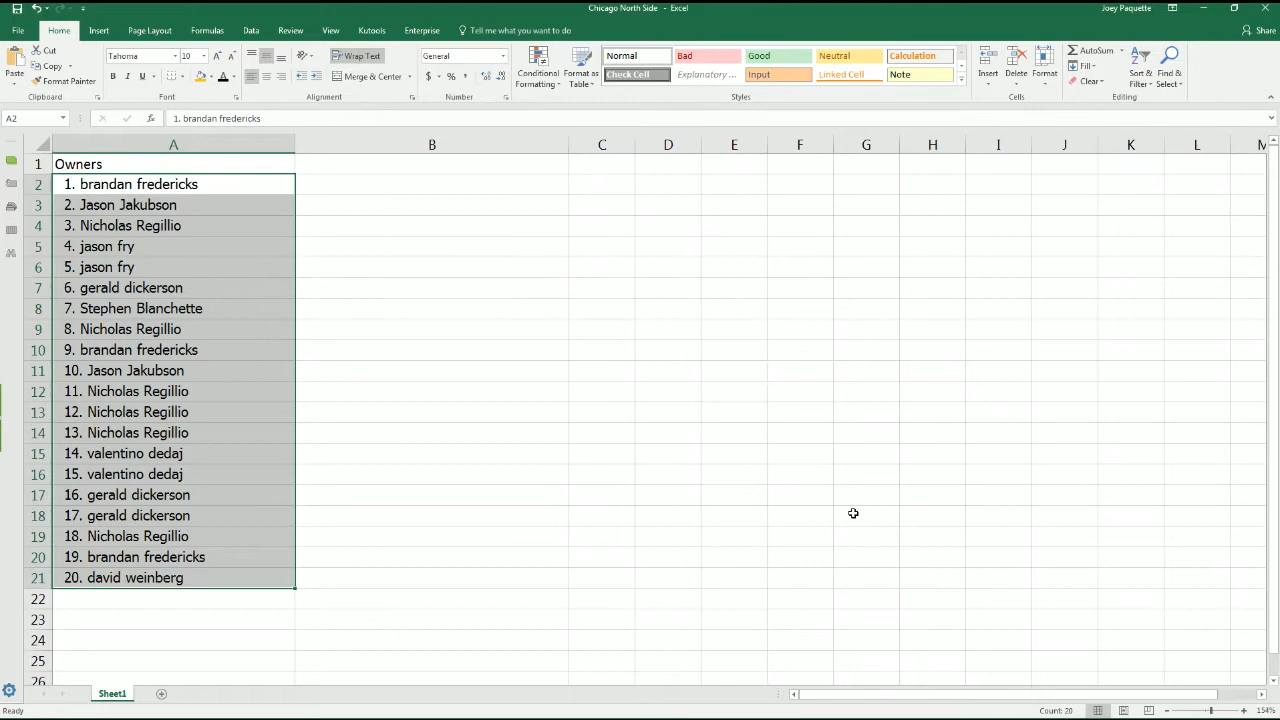 Chicago North Side - Excel
Joey Paquette
File Home Insert Page Layout Formulas Data Review View Kutools Enterprise Tell me what you want to do... Share
Paste Cut Copy Format Painter Clipboard
Tahoma 10 B I U A Font
Wrap Text Merge & Center Alignment
General $ % , Number
Conditional Formatting Format as Table
Normal Bad Good Neutral Calculation
Check Cell Explanatory ... Input Linked Cell Note
Styles
Insert Delete Format Cells
AutoSum Fill Clear Sort & Filter Find & Select Editing
A2 fx 1. brandan fredericks
A B C D E F G H I J K L M
1 Owners
2 1. brandan fredericks
3 2. Jason Jakubson
4 3. Nicholas Regillio
5 4. jason fry
6 5. jason fry
7 6. gerald dickerson
8 7. Stephen Blanchette
9 8. Nicholas Regillio
10 9. brandan fredericks
11 10. Jason Jakubson
12 11. Nicholas Regillio
13 12. Nicholas Regillio
14 13. Nicholas Regillio
15 14. valentino dedaj
16 15. valentino dedaj
17 16. gerald dickerson
18 17. gerald dickerson
19 18. Nicholas Regillio
20 19. brandan fredericks
21 20. david weinberg
22
23
24
25
26
Sheet1
Ready Count: 20 154%